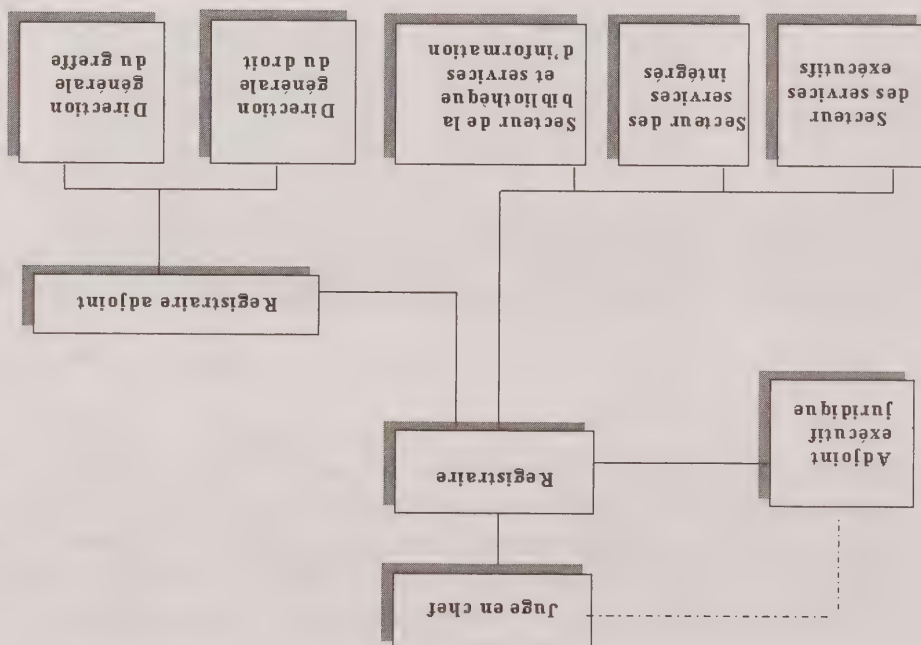 Juge en chef
Registraire
Adjoint
exécutif
juridique
Registraire adjoint
Secteur
des services
exécutifs
Secteur des
services
intégrés
Secteur de la
bibliothèque
et services
d'information
Direction
générale
du droit
Direction
générale
du greffe